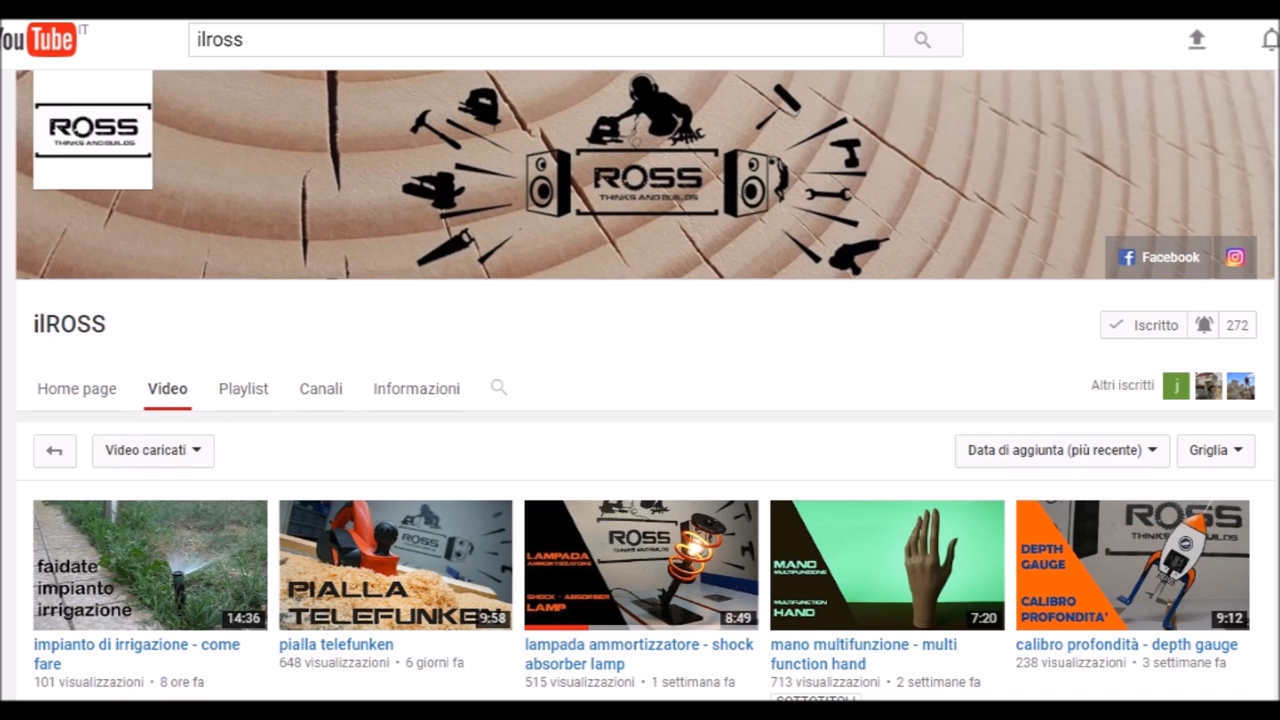 You Tube IT
ilross
ROSS
THINKS AND BUILDS
ROSS
THINKS AND BUILDS
Facebook
ilROSS
Iscritto 272
Home page Video Playlist Canali Informazioni
Altri iscritti j
Video caricati
Data di aggiunta (più recente) Griglia
faidate
impianto
irrigazione
14:36
impianto di irrigazione - come
fare
101 visualizzazioni • 8 ore fa
ROSS
PIALLA
TELEFUNKEN
9:58
pialla telefunken
648 visualizzazioni • 6 giorni fa
ROSS
LAMPADA
AMMORTIZZATORE
SHOCK - ABSORBER
LAMP
8:49
lampada ammortizzatore - shock
absorber lamp
515 visualizzazioni • 1 settimana fa
MANO
MULTIFUNZIONE
MULTIFUNCTION
HAND
7:20
mano multifunzione - multi
function hand
713 visualizzazioni • 2 settimane fa
SOTTOTITOLI
ROSS
DEPTH
GAUGE
CALIBRO
PROFONDITA'
9:12
calibro profondità - depth gauge
238 visualizzazioni • 3 settimane fa